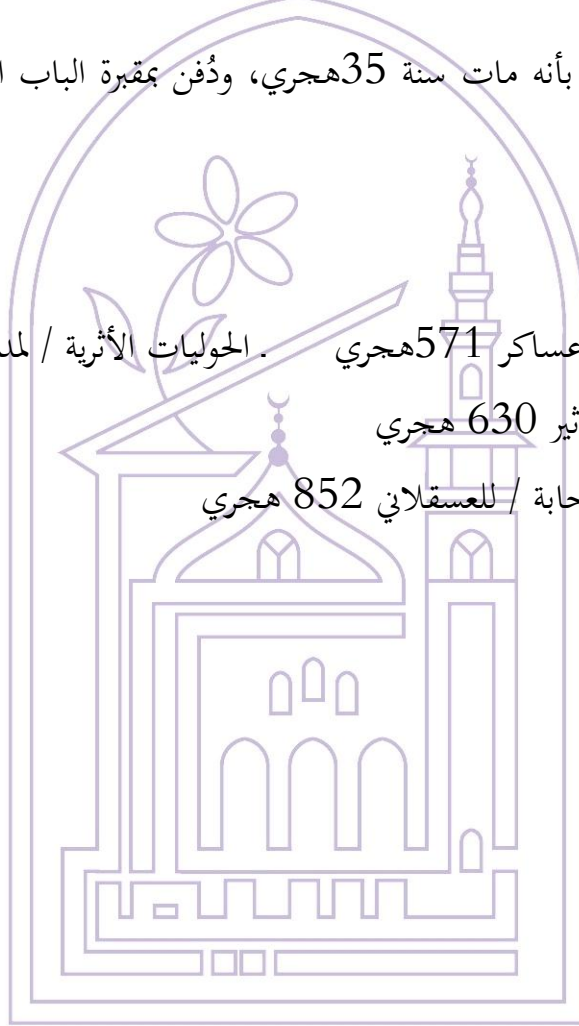 بأنه مات سنة 35هجري، ودُفن بمقبرة الباب
عساكر 571هجري . الحوليات الأثرية /
ثير 630 هجري
حابة / للعسقلاني 852 هجري